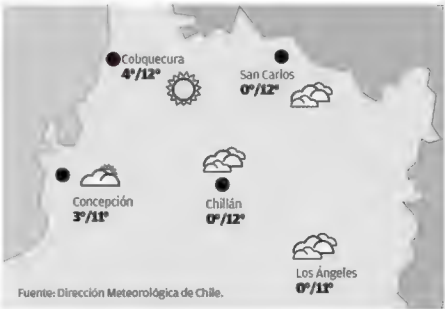 Cobquecura
4°/12°
San Carlos
0°/12°
Concepción
3°/11°
Chillán
0°/12°
Los Ángeles
0°/11°
Fuente: Dirección Meteorológica de Chile.